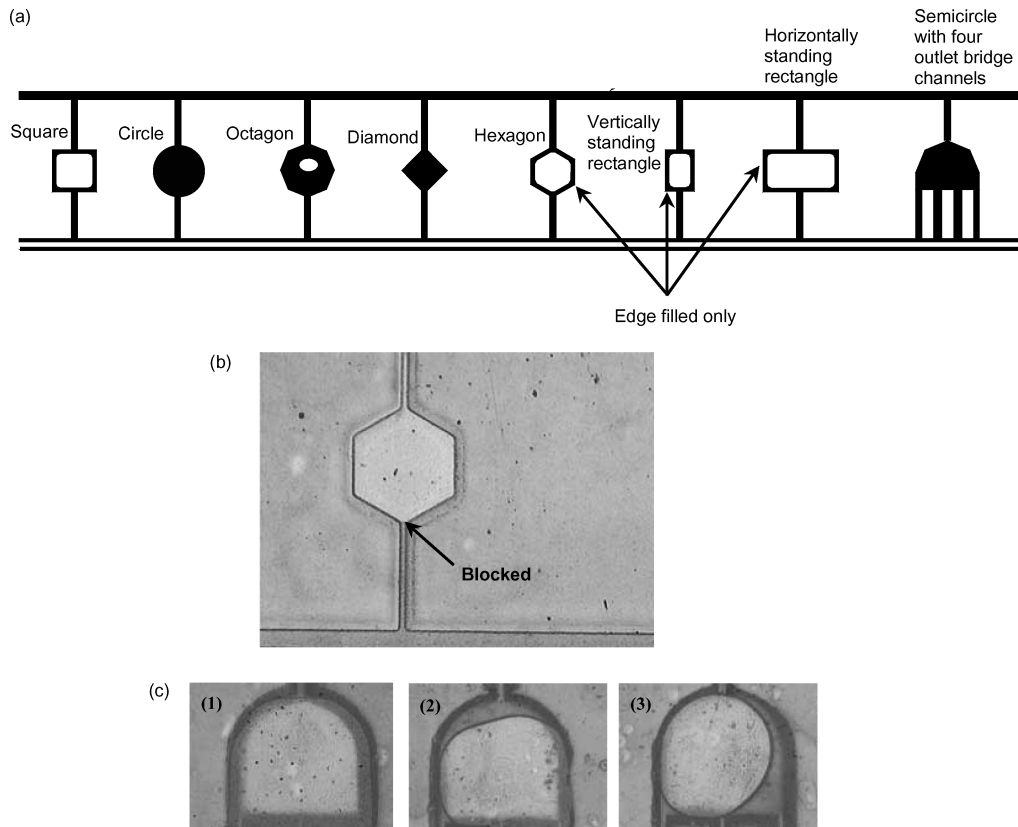 (a)
Semicircle
with four
outlet bridge
channels
Horizontally
standing
rectangle
Square
Circle
Octagon
Diamond
Hexagon
Vertically
standing
rectangle
Edge filled only
(b)
Blocked
(c)
(1)
(2)
(3)